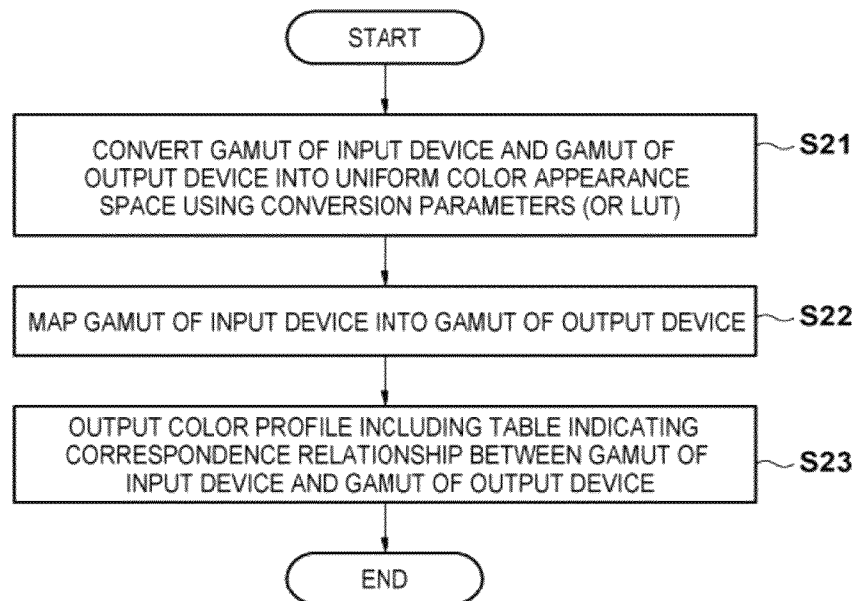 START
CONVERT GAMUT OF INPUT DEVICE AND GAMUT OF
OUTPUT DEVICE INTO UNIFORM COLOR APPEARANCE
SPACE USING CONVERSION PARAMETERS (OR LUT)
S21
MAP GAMUT OF INPUT DEVICE INTO GAMUT OF OUTPUT DEVICE
S22
OUTPUT COLOR PROFILE INCLUDING TABLE INDICATING
CORRESPONDENCE RELATIONSHIP BETWEEN GAMUT OF
INPUT DEVICE AND GAMUT OF OUTPUT DEVICE
S23
END